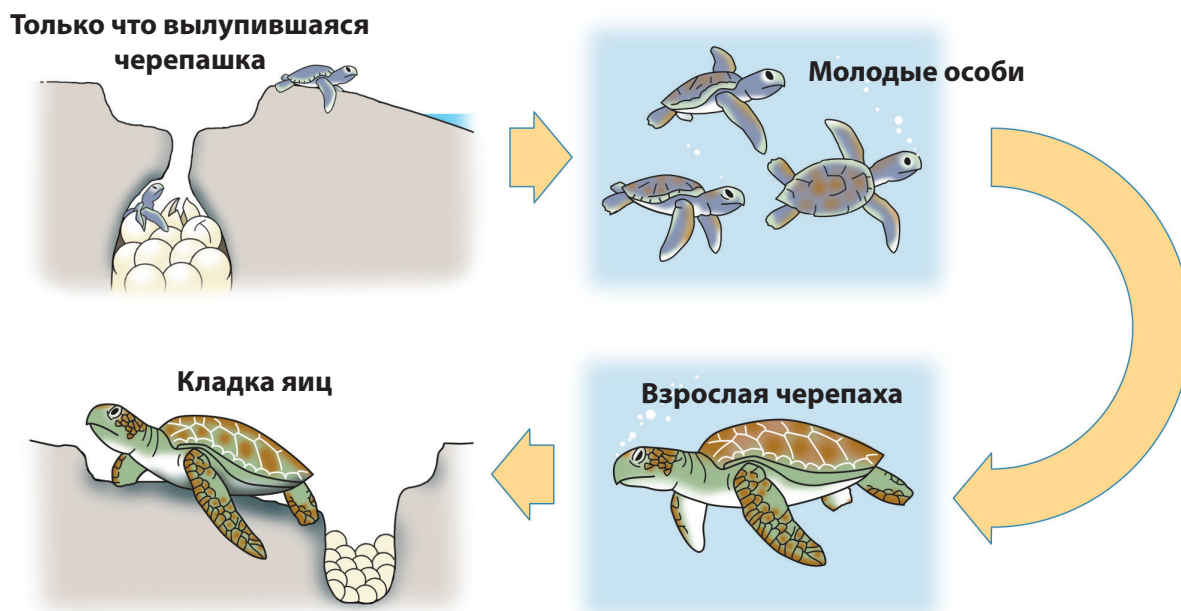 Только что вылупившаяся
черепашка
Молодые особи
Кладка яиц
Взрослая черепаха